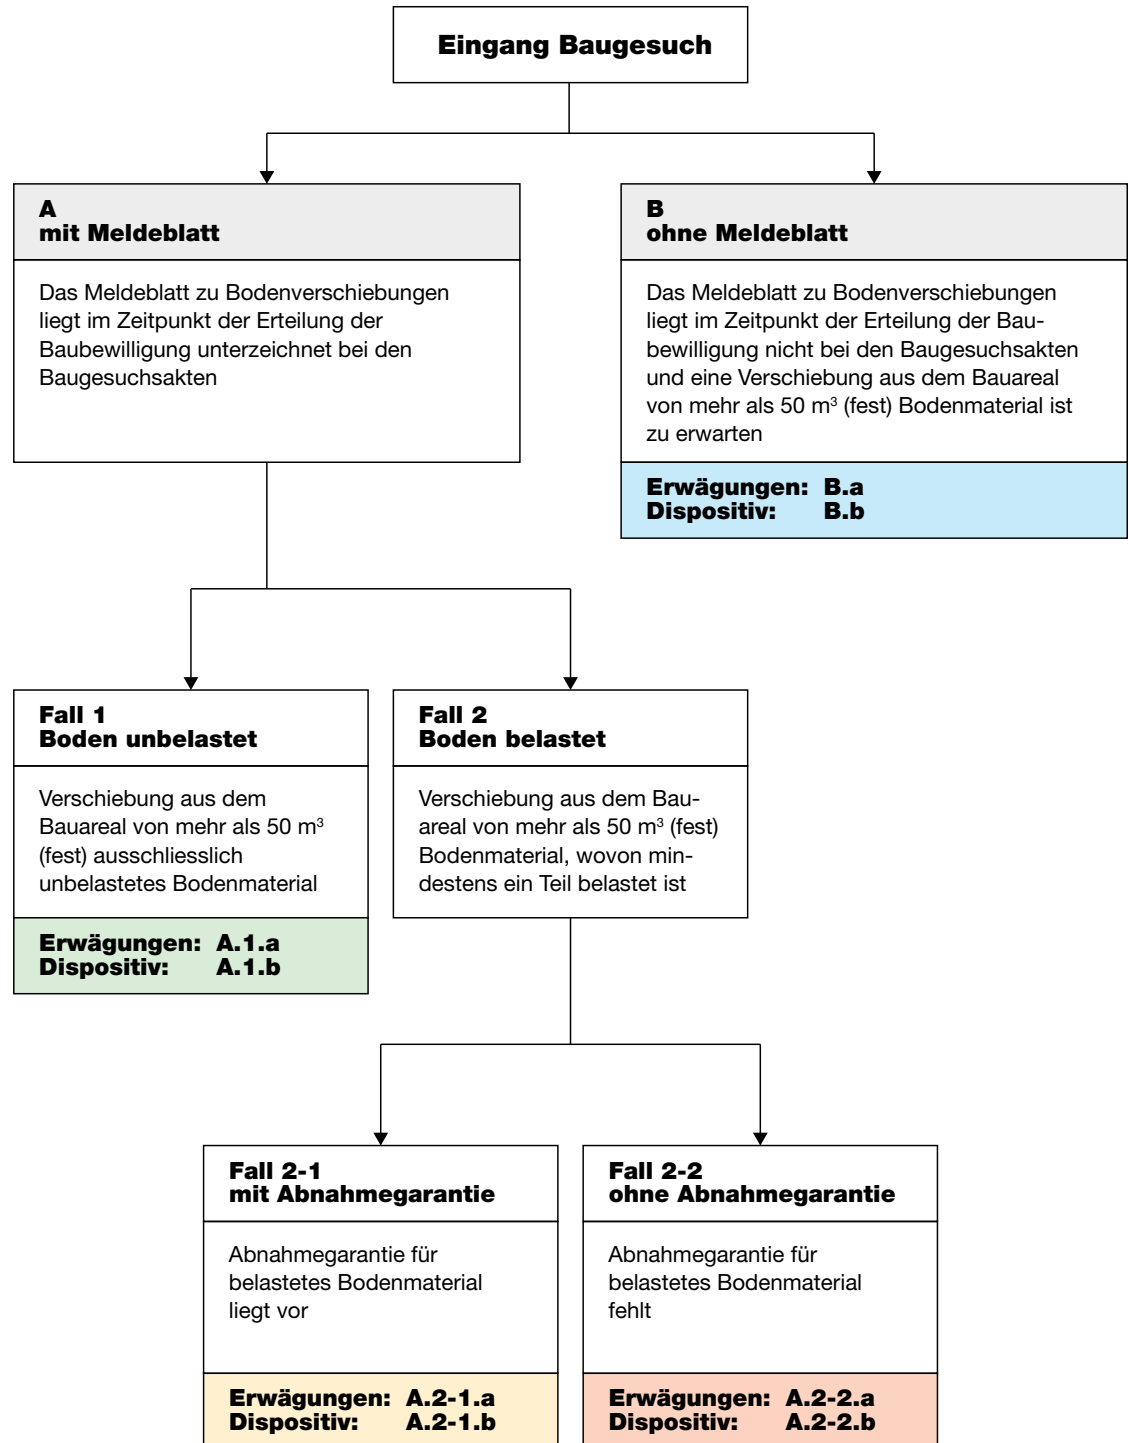 Eingang Baugesuch
A
mit Meldeblatt
Das Meldeblatt zu Bodenverschiebungen
liegt im Zeitpunkt der Erteilung der
Baubewilligung unterzeichnet bei den
Baugesuchsakten
B
ohne Meldeblatt
Das Meldeblatt zu Bodenverschiebungen
liegt im Zeitpunkt der Erteilung der Bau-
bewilligung nicht bei den Baugesuchsakten
und eine Verschiebung aus dem Bauareal
von mehr als 50 m³ (fest) Bodenmaterial ist
zu erwarten
Erwägungen: B.a
Dispositiv: B.b
Fall 1
Boden unbelastet
Verschiebung aus dem
Bauareal von mehr als 50 m³
(fest) ausschliesslich
unbelastetes Bodenmaterial
Erwägungen: A.1.a
Dispositiv: A.1.b
Fall 2
Boden belastet
Verschiebung aus dem Bau-
areal von mehr als 50 m³ (fest)
Bodenmaterial, wovon min-
destens ein Teil belastet ist
Fall 2-1
mit Abnahmegarantie
Abnahmegarantie für
belastetes Bodenmaterial
liegt vor
Erwägungen: A.2-1.a
Dispositiv: A.2-1.b
Fall 2-2
ohne Abnahmegarantie
Abnahmegarantie für
belastetes Bodenmaterial
fehlt
Erwägungen: A.2-2.a
Dispositiv: A.2-2.b